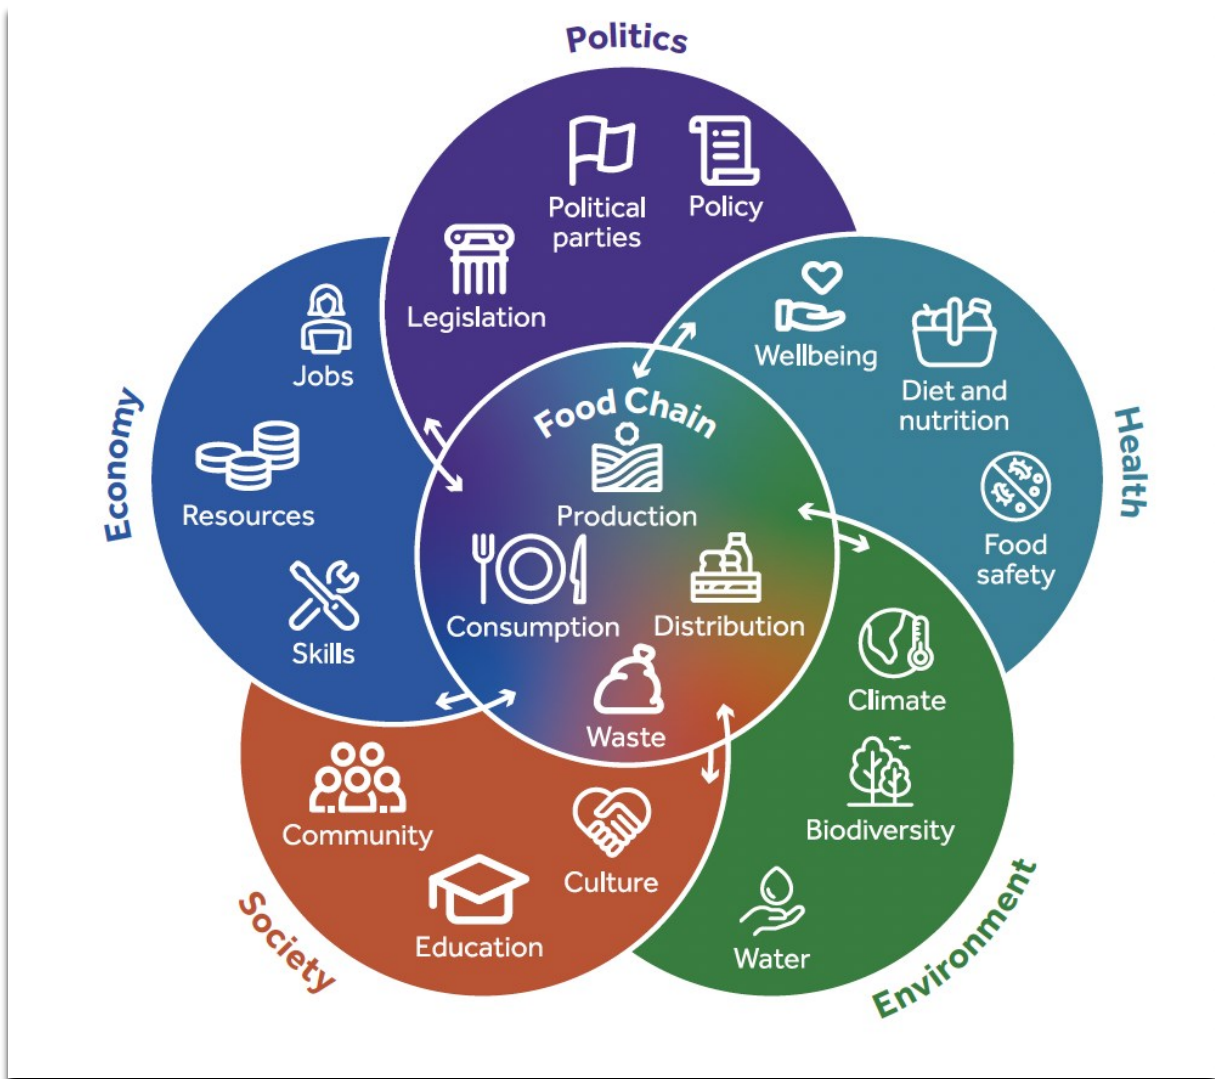 Politics
Political
parties
Policy
Legislation
Economy
Jobs
Resources
Skills
Health
Wellbeing
Diet and
nutrition
Food
safety
Food Chain
Production
Consumption
Distribution
Waste
Society
Community
Education
Culture
Environment
Climate
Biodiversity
Water